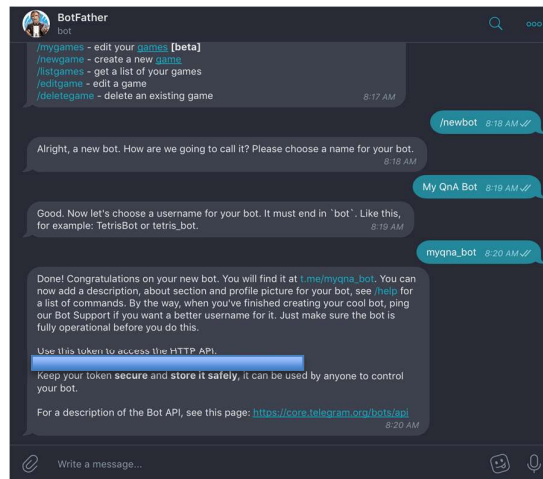 BotFather
bot
/mygames - edit your games [beta]
/newgame - create a new game
/listgames - get a list of your games
/editgame - edit a game
/deletegame - delete an existing game
8:17 AM
/newbot 8:18 AM
Alright, a new bot. How are we going to call it? Please choose a name for your bot.
8:18 AM
My QnA Bot 8:19 AM
Good. Now let's choose a username for your bot. It must end in `bot`. Like this,
for example: TetrisBot or tetris_bot.
8:19 AM
myqna_bot 8:20 AM
Done! Congratulations on your new bot. You will find it at t.me/myqna_bot. You can
now add a description, about section and profile picture for your bot, see /help for
a list of commands. By the way, when you've finished creating your cool bot, ping
our Bot Support if you want a better username for it. Just make sure the bot is
fully operational before you do this.
Use this token to access the HTTP API:
Keep your token secure and store it safely, it can be used by anyone to control
your bot.
For a description of the Bot API, see this page: https://core.telegram.org/bots/api
8:20 AM
Write a message...